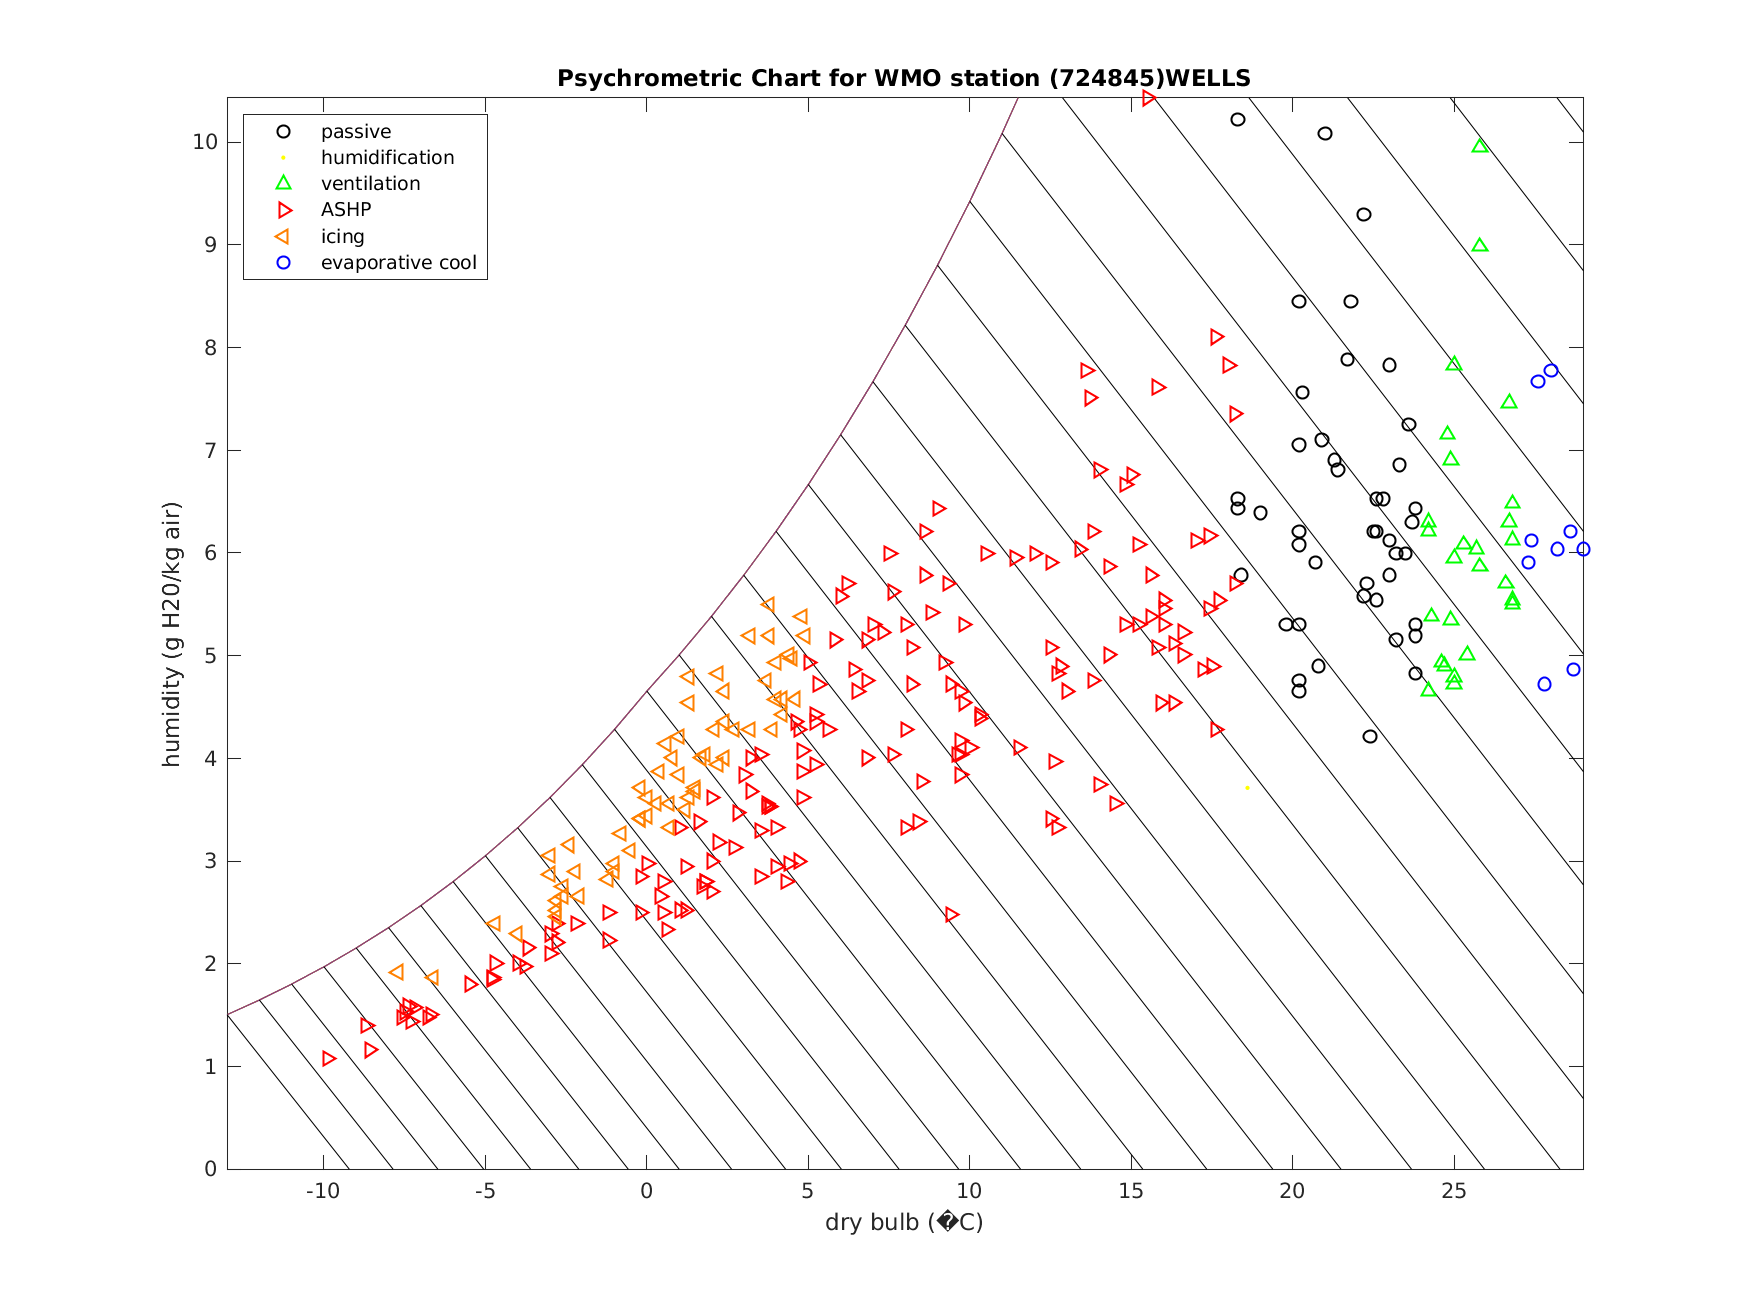 Psychrometric Chart for WMO station (724845)WELLS
passive
humidification
ventilation
ASHP
icing
evaporative cool
humidity (g H20/kg air)
10
9
8
7
6
5
4
3
2
1
0
-10 -5 0 5 10 15 20 25
dry bulb (�C)